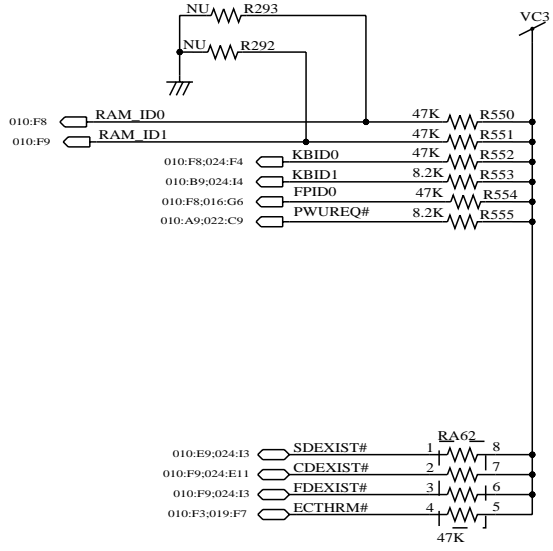 NU R293
VC3
NU R292
010:F8 RAM_ID0 47K R550
010:F9 RAM_ID1 47K R551
010:F8;024:F4 KBID0 47K R552
010:B9;024:I4 KBID1 8.2K R553
010:F8;016:G6 FPID0 47K R554
010:A9;022:C9 PWUREQ# 8.2K R555
RA62
010:E9;024:I3 SDEXIST# 1 8
010:F9;024:E11 CDEXIST# 2 7
010:F9;024:I3 FDEXIST# 3 6
010:F3;019:F7 ECTHRM# 4 5
47K